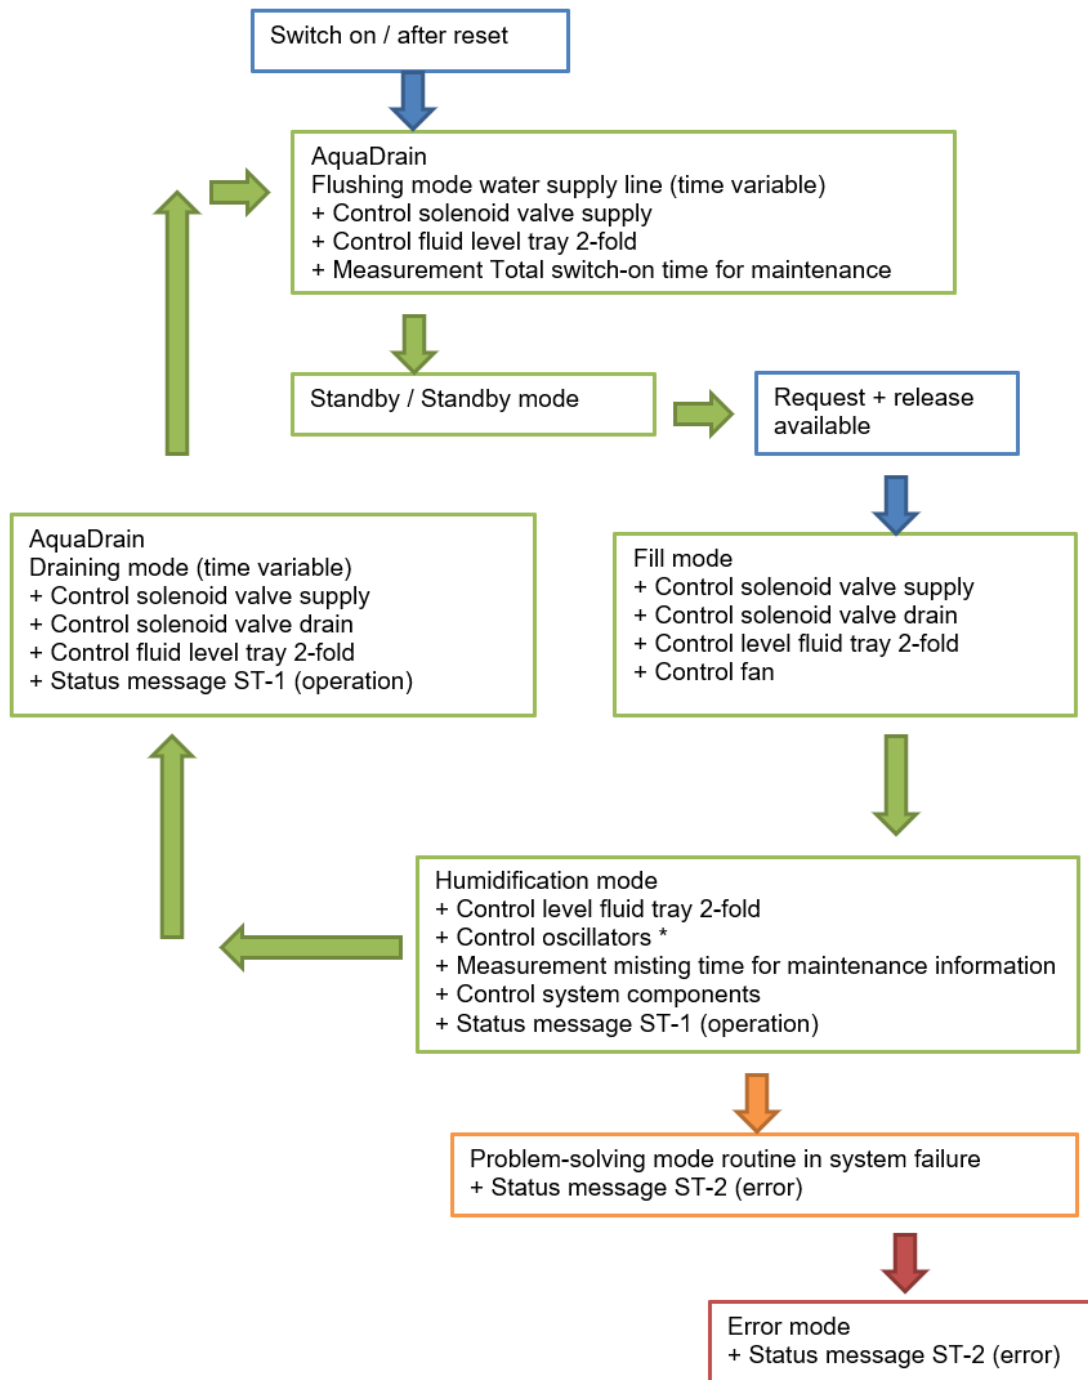 Switch on / after reset
AquaDrain
Flushing mode water supply line (time variable)
+ Control solenoid valve supply
+ Control fluid level tray 2-fold
+ Measurement Total switch-on time for maintenance
Standby / Standby mode
Request + release
available
AquaDrain
Draining mode (time variable)
+ Control solenoid valve supply
+ Control solenoid valve drain
+ Control fluid level tray 2-fold
+ Status message ST-1 (operation)
Fill mode
+ Control solenoid valve supply
+ Control solenoid valve drain
+ Control level fluid tray 2-fold
+ Control fan
Humidification mode
+ Control level fluid tray 2-fold
+ Control oscillators *
+ Measurement misting time for maintenance information
+ Control system components
+ Status message ST-1 (operation)
Problem-solving mode routine in system failure
+ Status message ST-2 (error)
Error mode
+ Status message ST-2 (error)